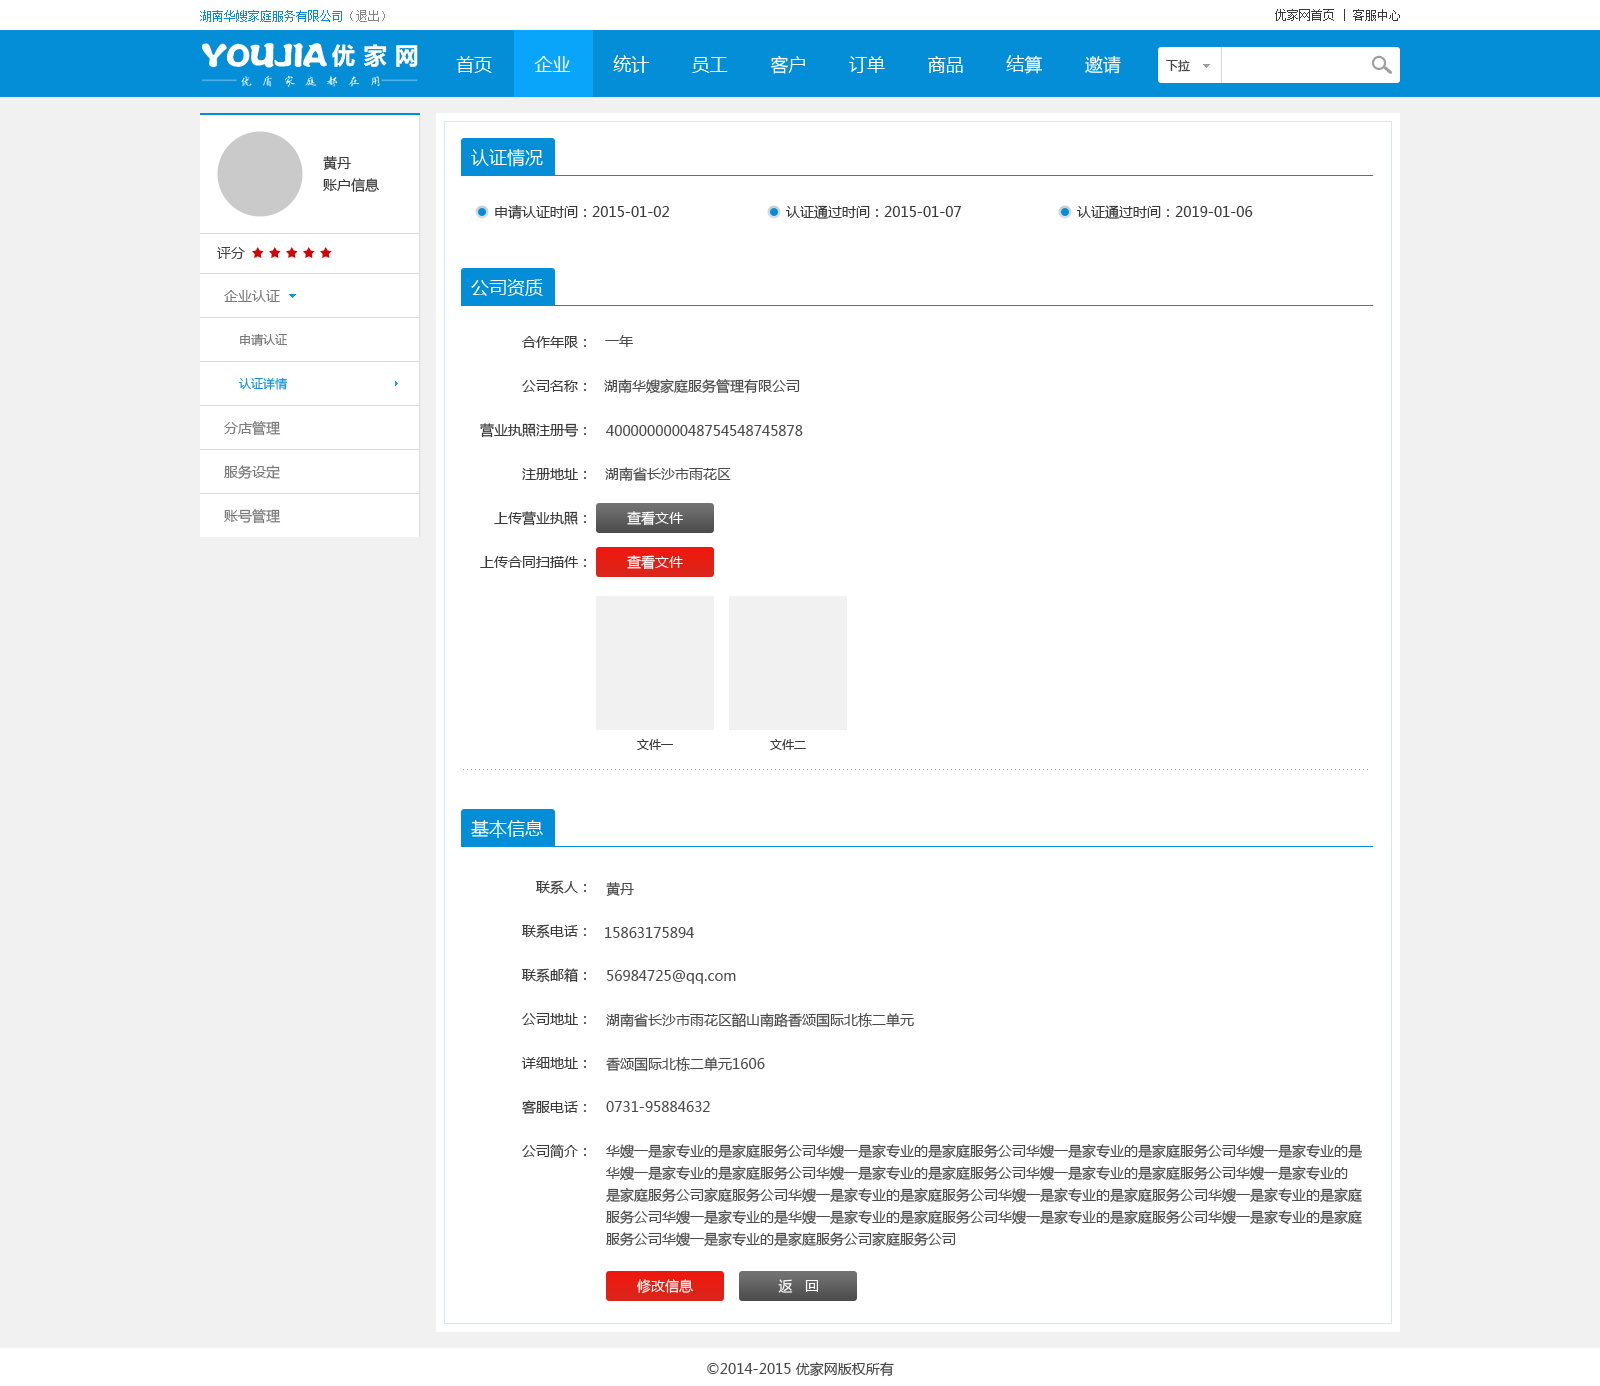 湖南华嫂家庭服务有限公司（退出）
优家网首页 | 客服中心
YOUJIA优家网
优质家庭都在用
首页 企业 统计 员工 客户 订单 商品 结算 邀请
下拉
黄丹
账户信息
评分
企业认证
申请认证
认证详情
分店管理
服务设定
账号管理
认证情况
申请认证时间：2015-01-02 认证通过时间：2015-01-07 认证通过时间：2019-01-06
公司资质
合作年限： 一年
公司名称： 湖南华嫂家庭服务管理有限公司
营业执照注册号： 400000000048754548745878
注册地址： 湖南省长沙市雨花区
上传营业执照： 查看文件
上传合同扫描件： 查看文件
文件一 文件二
基本信息
联系人： 黄丹
联系电话： 15863175894
联系邮箱： 56984725@qq.com
公司地址： 湖南省长沙市雨花区韶山南路香颂国际北栋二单元
详细地址： 香颂国际北栋二单元1606
客服电话： 0731-95884632
公司简介： 华嫂一是家专业的是家庭服务公司华嫂一是家专业的是家庭服务公司华嫂一是家专业的是家庭服务公司华嫂一是家专业的是
华嫂一是家专业的是家庭服务公司华嫂一是家专业的是家庭服务公司华嫂一是家专业的是家庭服务公司华嫂一是家专业的
是家庭服务公司家庭服务公司华嫂一是家专业的是家庭服务公司华嫂一是家专业的是家庭服务公司华嫂一是家专业的是家庭
服务公司华嫂一是家专业的是华嫂一是家专业的是家庭服务公司华嫂一是家专业的是家庭服务公司华嫂一是家专业的是家庭
服务公司华嫂一是家专业的是家庭服务公司家庭服务公司
修改信息 返 回
©2014-2015 优家网版权所有